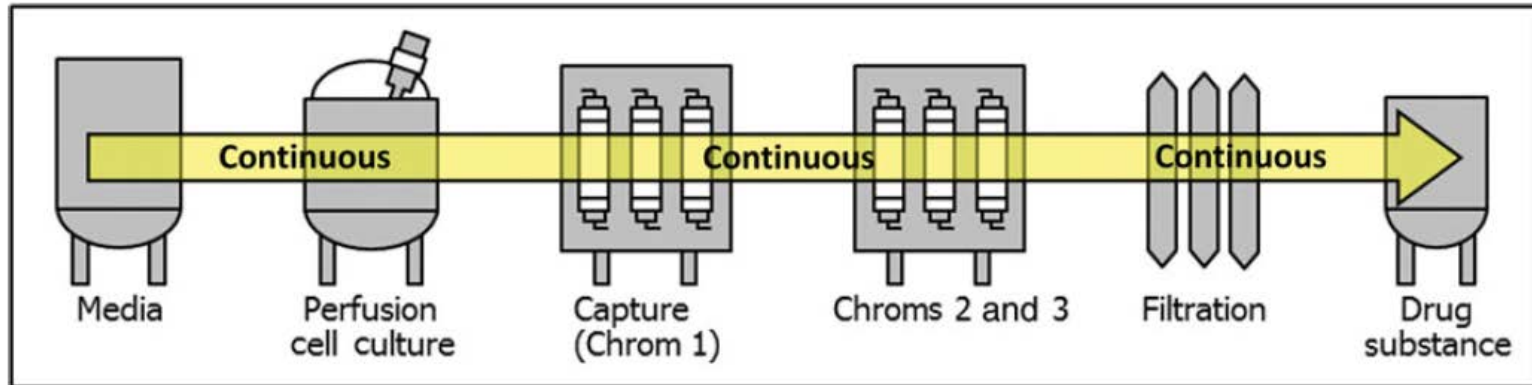 Continuous
Continuous
Continuous
Media
Perfusion
cell culture
Capture
(Chrom 1)
Chroms 2 and 3
Filtration
Drug
substance